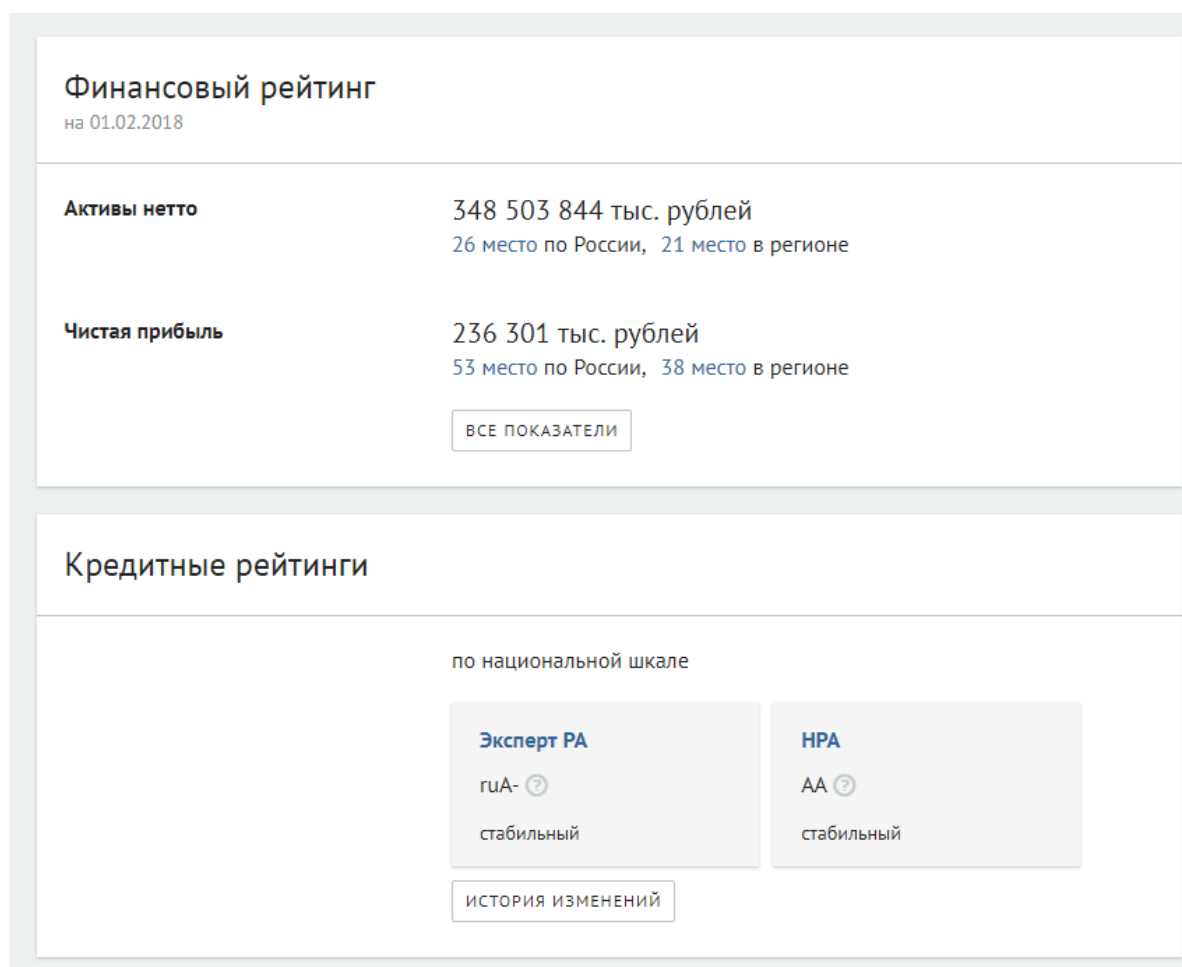 Финансовый рейтинг
на 01.02.2018
Активы нетто
348 503 844 тыс. рублей
26 место по России, 21 место в регионе
Чистая прибыль
236 301 тыс. рублей
53 место по России, 38 место в регионе
ВСЕ ПОКАЗАТЕЛИ
Кредитные рейтинги
по национальной шкале
Эксперт РА
ruA- ?
стабильный
НРА
AA ?
стабильный
ИСТОРИЯ ИЗМЕНЕНИЙ